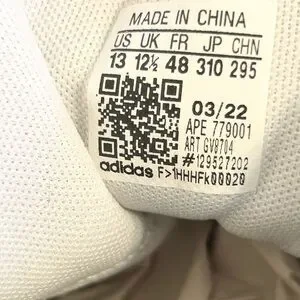 MADE IN CHINA
US UK FR JP CHN
13 12½ 48 310 295
03/22
APE 779001
ART GV8704
#129527202
adidas F>1HHHFk00020